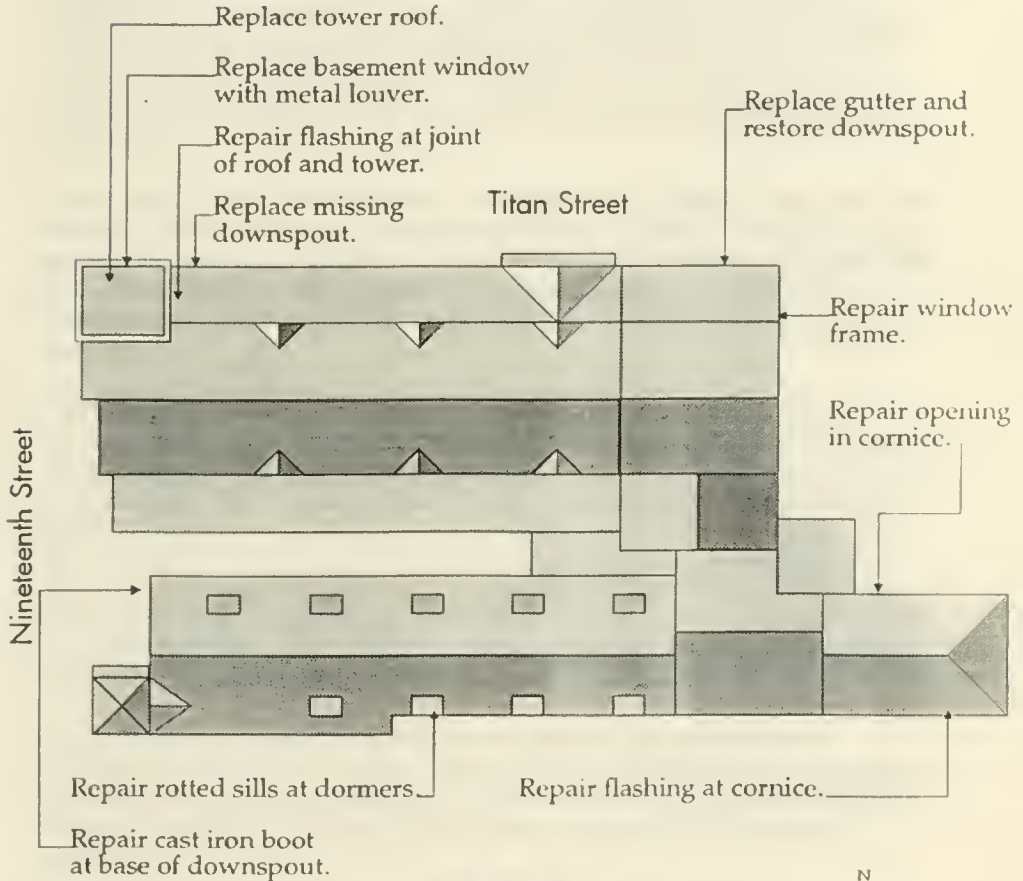 Replace tower roof.
Replace basement window
with metal louver.
Repair flashing at joint
of roof and tower.
Replace missing
downspout.
Titan Street
Replace gutter and
restore downspout.
Repair window
frame.
Repair opening
in cornice.
Nineteenth Street
Repair rotted sills at dormers.
Repair flashing at cornice.
Repair cast iron boot
at base of downspout.
N